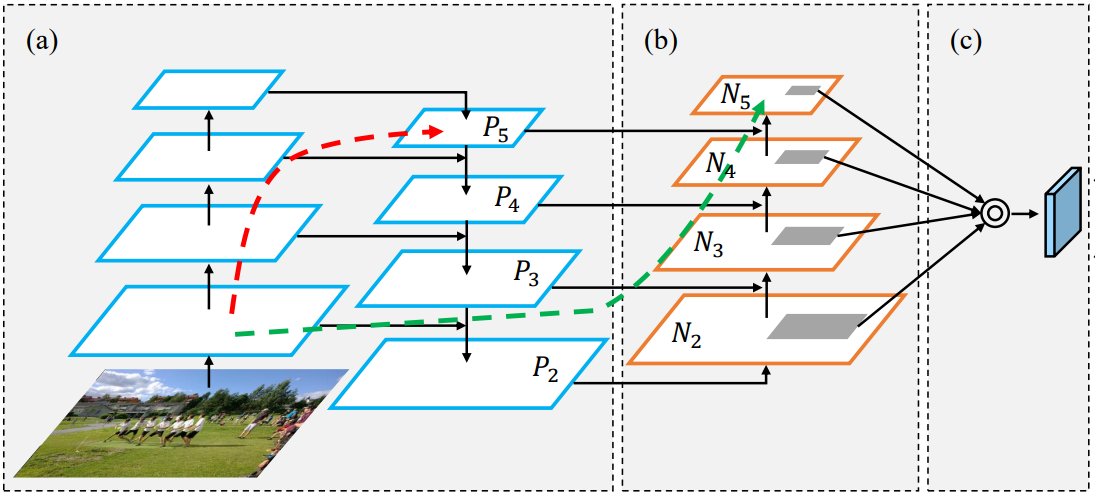 (a)
(b)
(c)
P₅
P₄
P₃
P₂
N₅
N₄
N₃
N₂